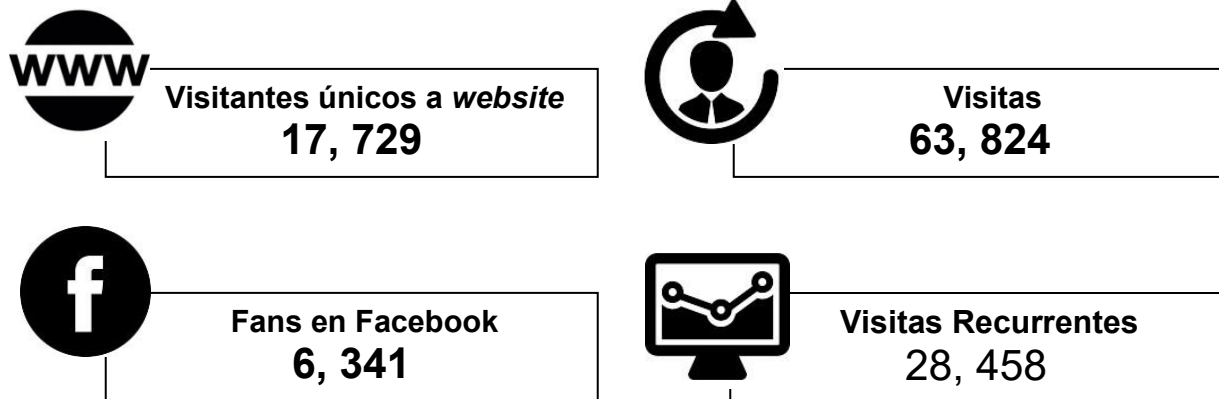 WWW
Visitantes únicos a website
17, 729
Visitas
63, 824
f
Fans en Facebook
6, 341
Visitas Recurrentes
28, 458